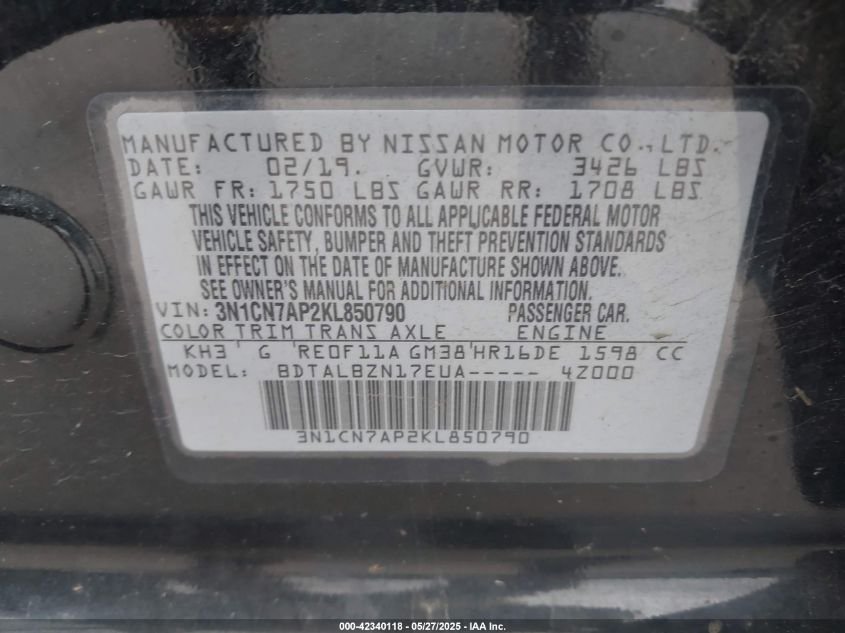 MANUFACTURED BY NISSAN MOTOR CO., LTD.
DATE: 02/19. GVWR: 3426 LBS
GAWR FR: 1750 LBS GAWR RR: 1708 LBS
THIS VEHICLE CONFORMS TO ALL APPLICABLE FEDERAL MOTOR
VEHICLE SAFETY, BUMPER AND THEFT PREVENTION STANDARDS
IN EFFECT ON THE DATE OF MANUFACTURE SHOWN ABOVE.
SEE OWNER'S MANUAL FOR ADDITIONAL INFORMATION
VIN: 3N1CN7AP2KL850790 PASSENGER CAR.
COLOR TRIM TRANS AXLE ENGINE
KH3 G RE0F11A GM38 HR16DE 1598 CC
MODEL: BDTALBZN17EUA----- 4Z000
3N1CN7AP2KL850790
000-42340118 - 05/27/2025 - IAA Inc.